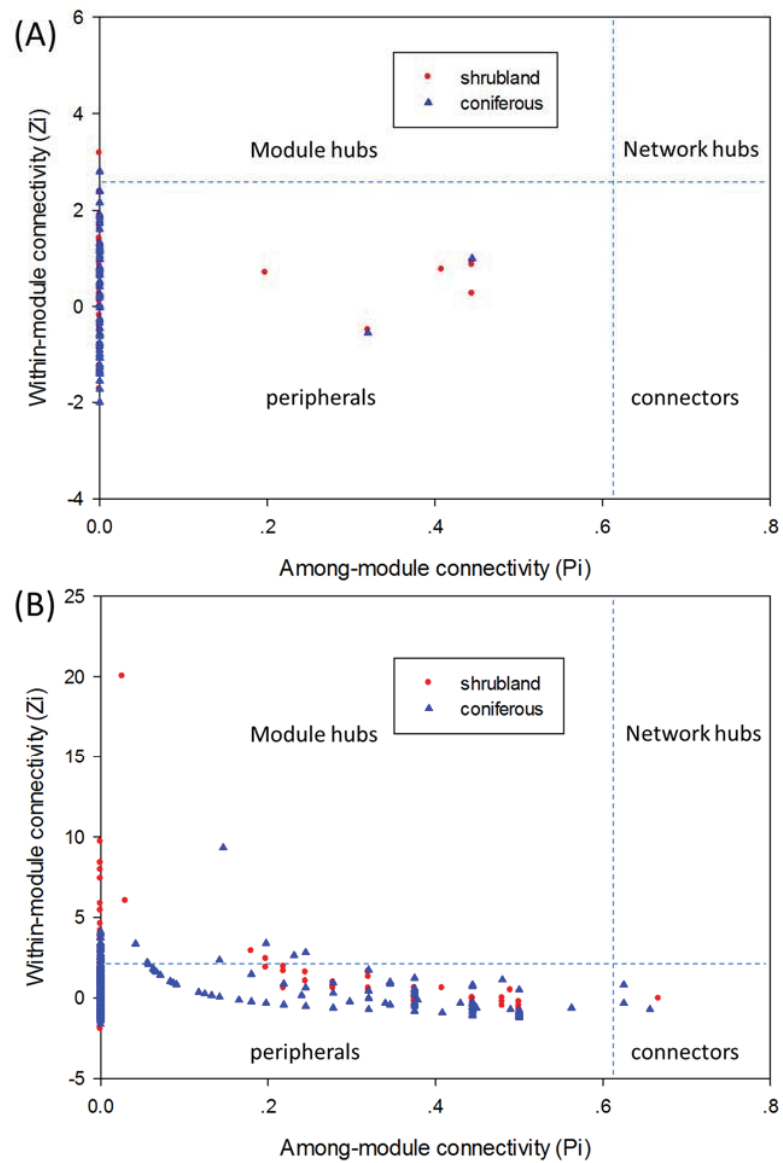 (A)
6
4
2
0
-2
-4
Within-module connectivity (Zi)
shrubland
coniferous
Module hubs
Network hubs
peripherals
connectors
0.0 .2 .4 .6 .8
Among-module connectivity (Pi)
(B)
25
20
15
10
5
0
-5
Within-module connectivity (Zi)
shrubland
coniferous
Module hubs
Network hubs
peripherals
connectors
0.0 .2 .4 .6 .8
Among-module connectivity (Pi)